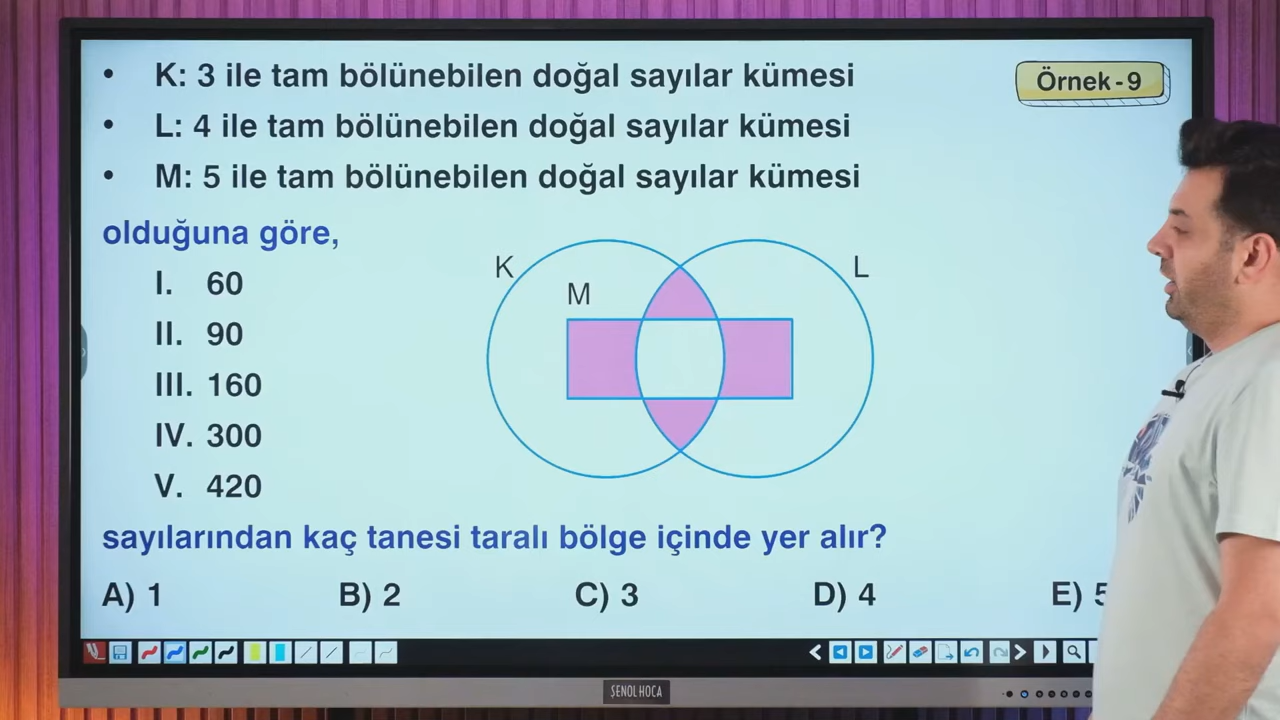 • K: 3 ile tam bölünebilen doğal sayılar kümesi
Örnek - 9
• L: 4 ile tam bölünebilen doğal sayılar kümesi
• M: 5 ile tam bölünebilen doğal sayılar kümesi
olduğuna göre,
I. 60
II. 90
III. 160
IV. 300
V. 420
K
L
M
sayılarından kaç tanesi taralı bölge içinde yer alır?
A) 1 B) 2 C) 3 D) 4 E) 5
ŞENOL HOCA